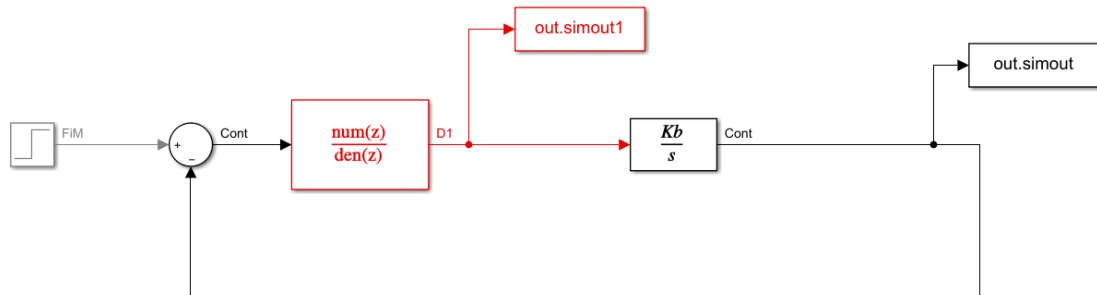 out.simout1
out.simout
FiM
+
−
Cont
num(z)
den(z)
D1
Kb
s
Cont